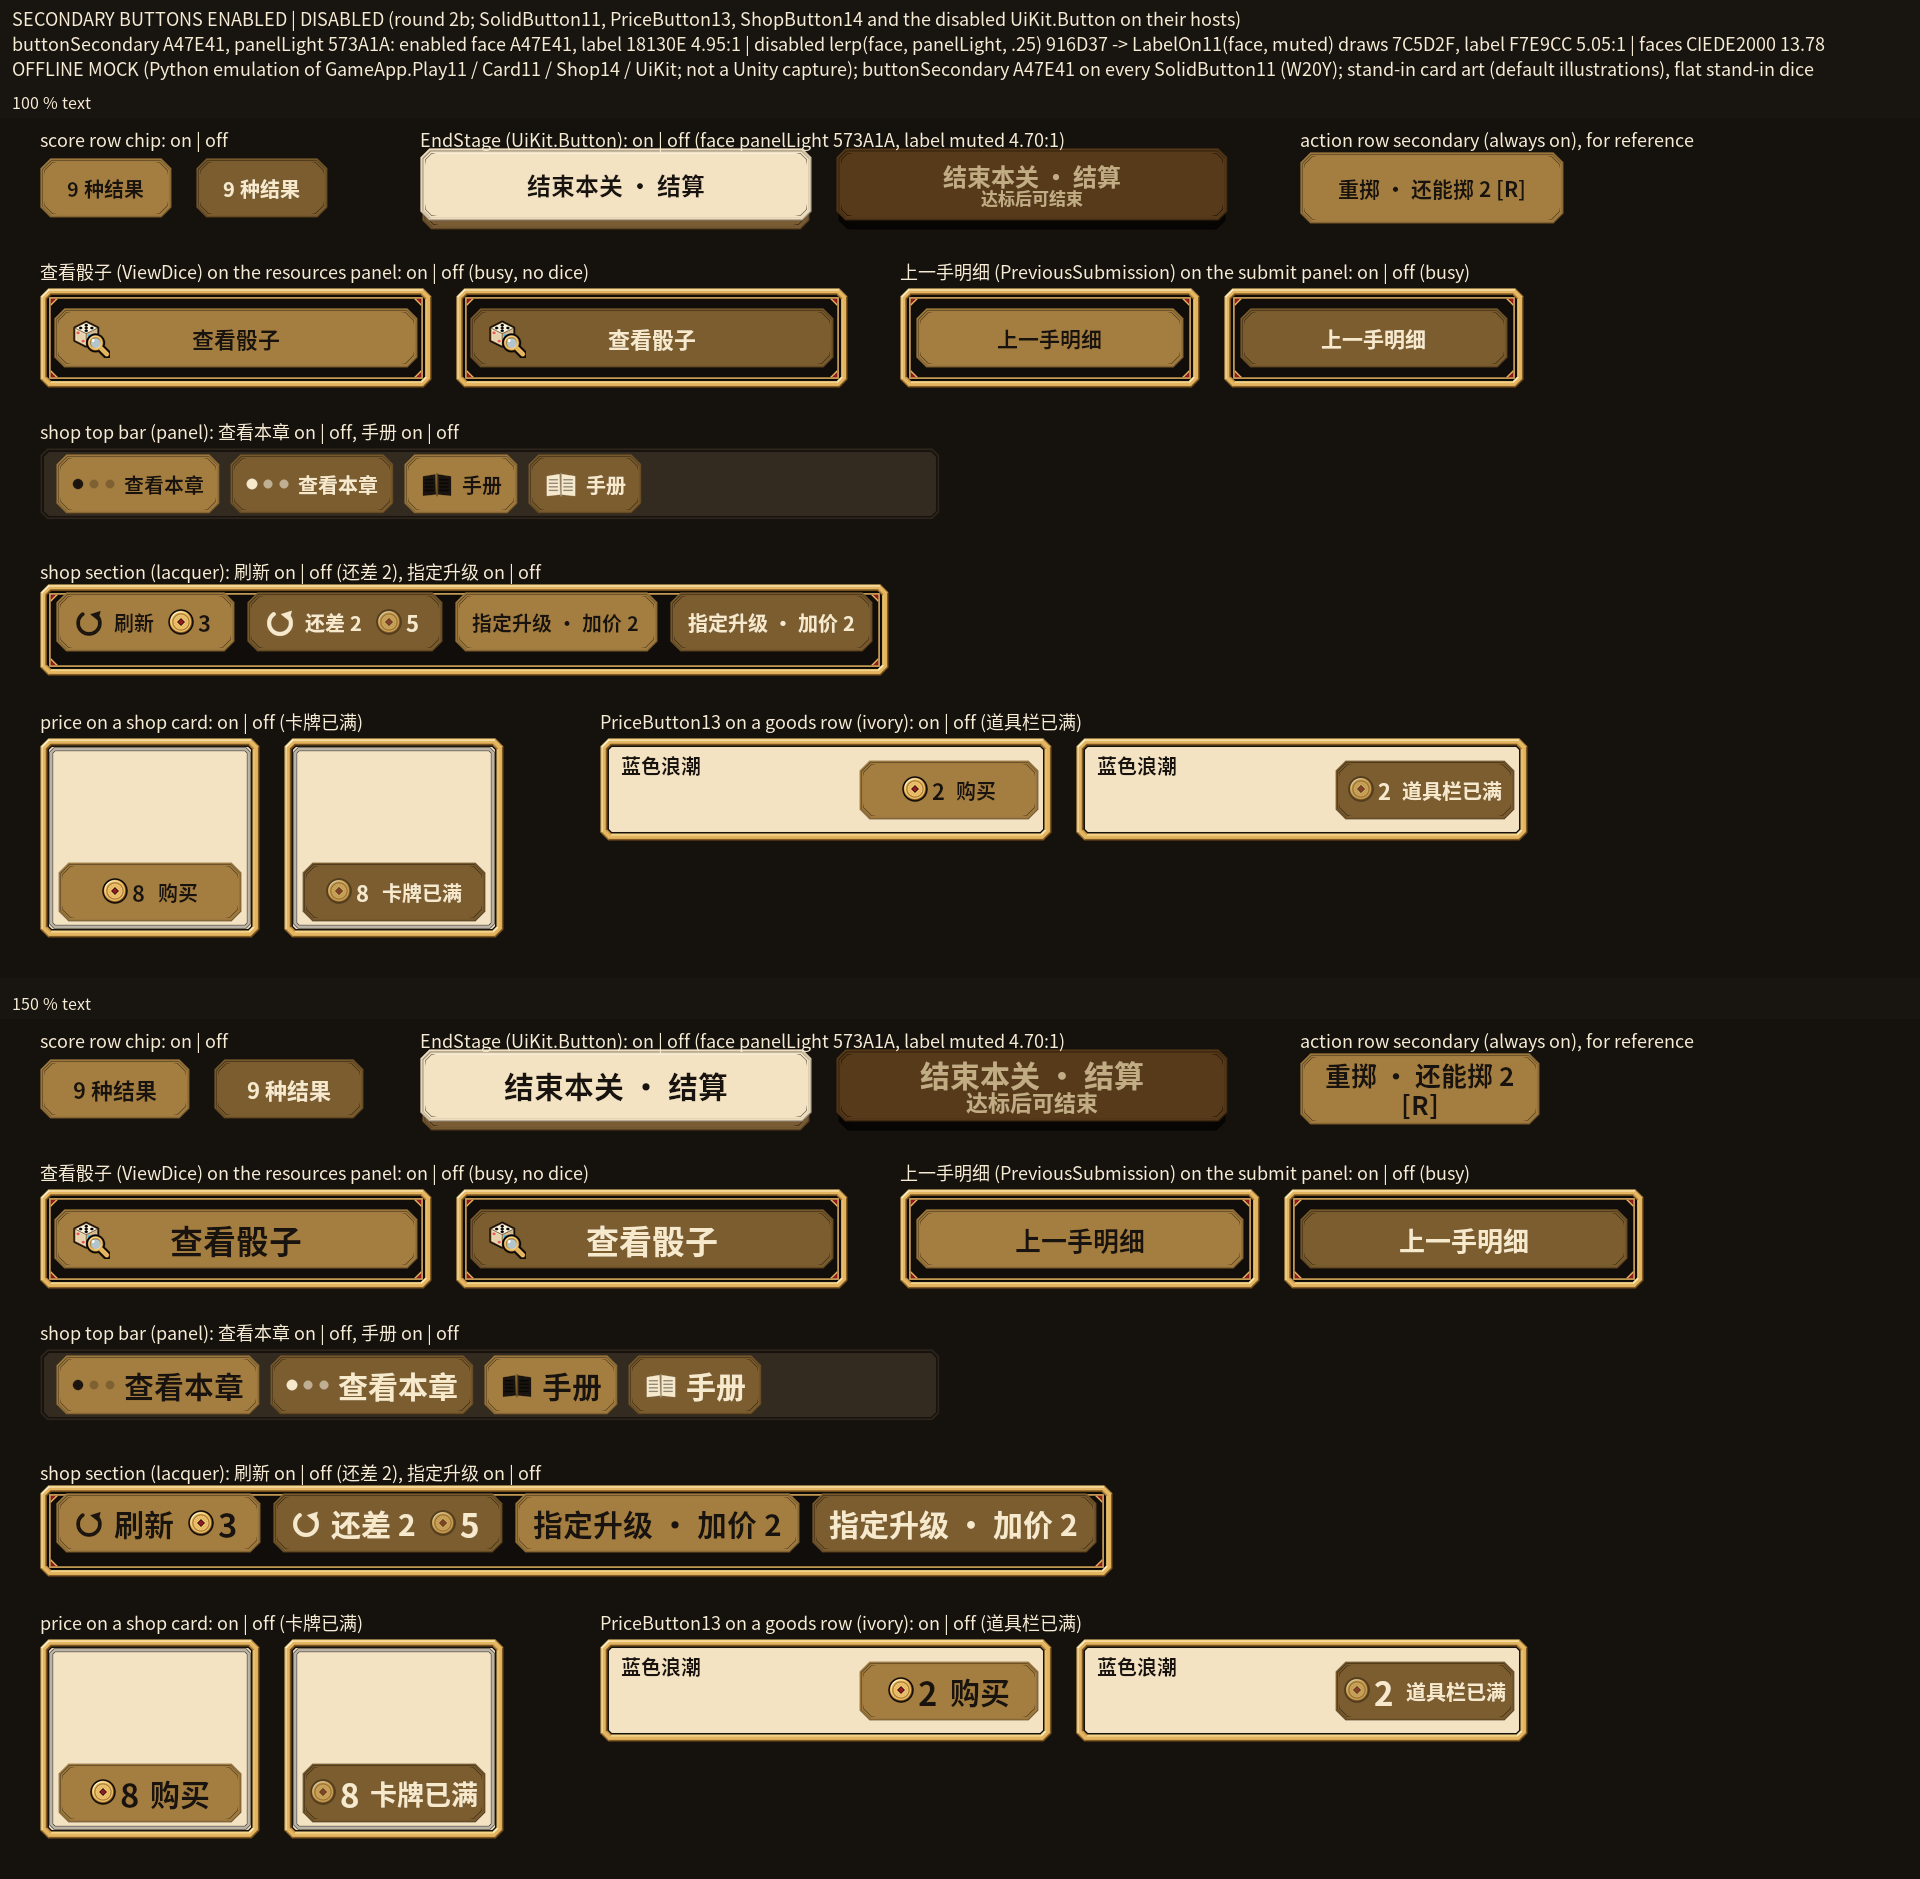 SECONDARY BUTTONS ENABLED | DISABLED (round 2b; SolidButton11, PriceButton13, ShopButton14 and the disabled UiKit.Button on their hosts)
buttonSecondary A47E41, panelLight 573A1A: enabled face A47E41, label 18130E 4.95:1 | disabled lerp(face, panelLight, .25) 916D37 -> LabelOn11(face, muted) draws 7C5D2F, label F7E9CC 5.05:1 | faces CIEDE2000 13.78
OFFLINE MOCK (Python emulation of GameApp.Play11 / Card11 / Shop14 / UiKit; not a Unity capture); buttonSecondary A47E41 on every SolidButton11 (W20Y); stand-in card art (default illustrations), flat stand-in dice
100 % text
score row chip: on | off
EndStage (UiKit.Button): on | off (face panelLight 573A1A, label muted 4.70:1)
action row secondary (always on), for reference
9 种结果
9 种结果
结束本关 · 结算
结束本关 · 结算
达标后可结束
重掷 · 还能掷 2 [R]
查看骰子 (ViewDice) on the resources panel: on | off (busy, no dice)
上一手明细 (PreviousSubmission) on the submit panel: on | off (busy)
查看骰子
查看骰子
上一手明细
上一手明细
shop top bar (panel): 查看本章 on | off, 手册 on | off
查看本章
查看本章
手册
手册
shop section (lacquer): 刷新 on | off (还差 2), 指定升级 on | off
刷新 3
还差 2 5
指定升级 · 加价 2
指定升级 · 加价 2
price on a shop card: on | off (卡牌已满)
PriceButton13 on a goods row (ivory): on | off (道具栏已满)
蓝色浪潮
2 购买
蓝色浪潮
2 道具栏已满
8 购买
8 卡牌已满
150 % text
score row chip: on | off
EndStage (UiKit.Button): on | off (face panelLight 573A1A, label muted 4.70:1)
action row secondary (always on), for reference
9 种结果
9 种结果
结束本关 · 结算
结束本关 · 结算
达标后可结束
重掷 · 还能掷 2
[R]
查看骰子 (ViewDice) on the resources panel: on | off (busy, no dice)
上一手明细 (PreviousSubmission) on the submit panel: on | off (busy)
查看骰子
查看骰子
上一手明细
上一手明细
shop top bar (panel): 查看本章 on | off, 手册 on | off
查看本章
查看本章
手册
手册
shop section (lacquer): 刷新 on | off (还差 2), 指定升级 on | off
刷新 3
还差 2 5
指定升级 · 加价 2
指定升级 · 加价 2
price on a shop card: on | off (卡牌已满)
PriceButton13 on a goods row (ivory): on | off (道具栏已满)
蓝色浪潮
2 购买
蓝色浪潮
2 道具栏已满
8 购买
8 卡牌已满